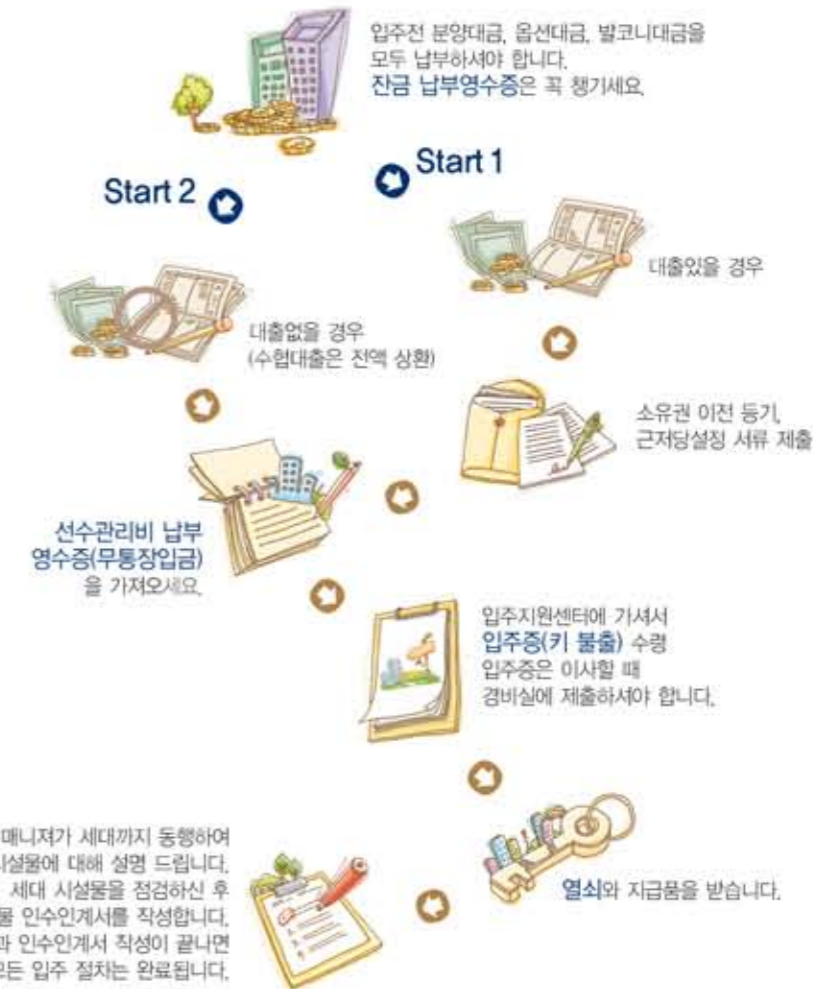 입주전 분양대금, 옵션대금, 발코니대금을
모두 납부하셔야 합니다.
잔금 납부영수증은 꼭 챙기세요.
Start 1
Start 2
대출있을 경우
대출없을 경우
(수협대출은 전액 상환)
소유권 이전 등기,
근저당설정 서류 제출
선수관리비 납부
영수증(무통장입금)
을 가져오세요.
입주지원센터에 가셔서
입주증(키 불출) 수령
입주증은 이사할 때
경비실에 제출하셔야 합니다.
열쇠와 지급품을 받습니다.
매니져가 세대까지 동행하여
시설물에 대해 설명 드립니다.
세대 시설물을 점검하신 후
물 인수인계서를 작성합니다.
과 인수인계서 작성이 끝나면
모든 입주 절차는 완료됩니다.